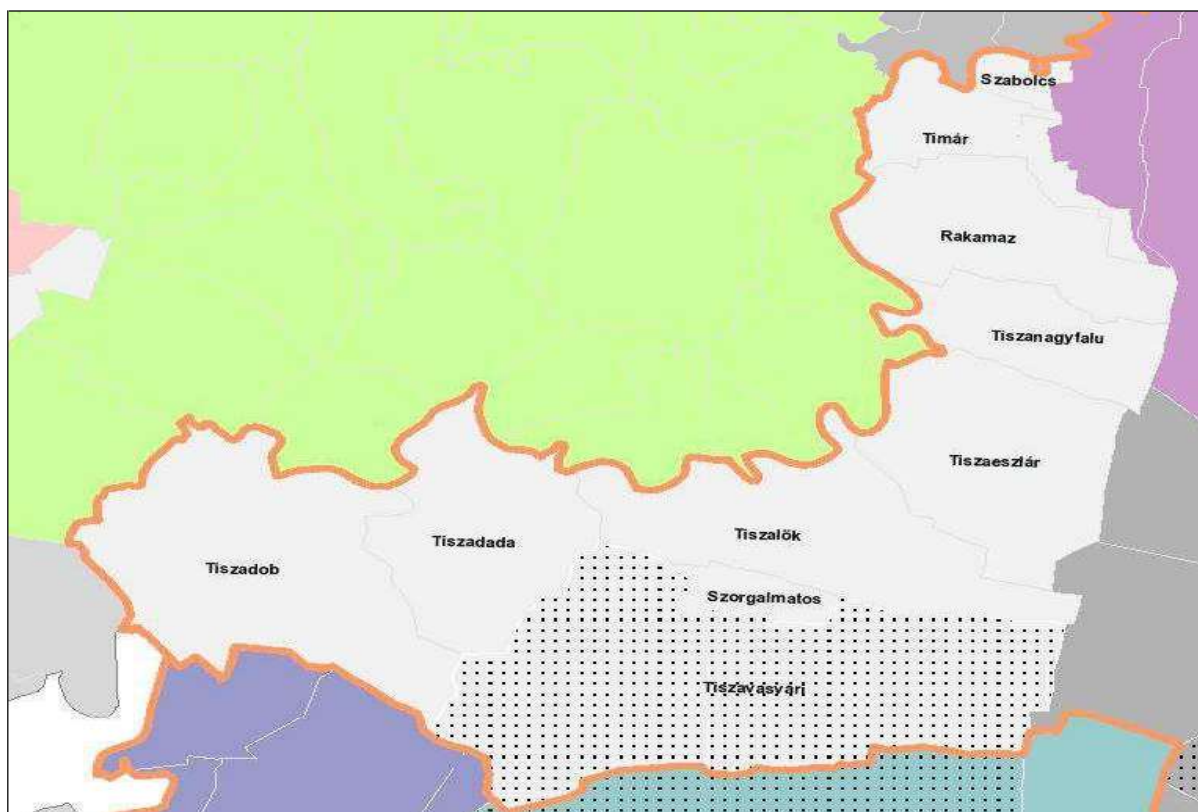 Szabolcs
Timár
Rakamaz
Tiszanagyfalu
Tiszaeszlár
Tiszalök
Tiszadada
Tiszadob
Szorgalmatos
Tiszavasvári